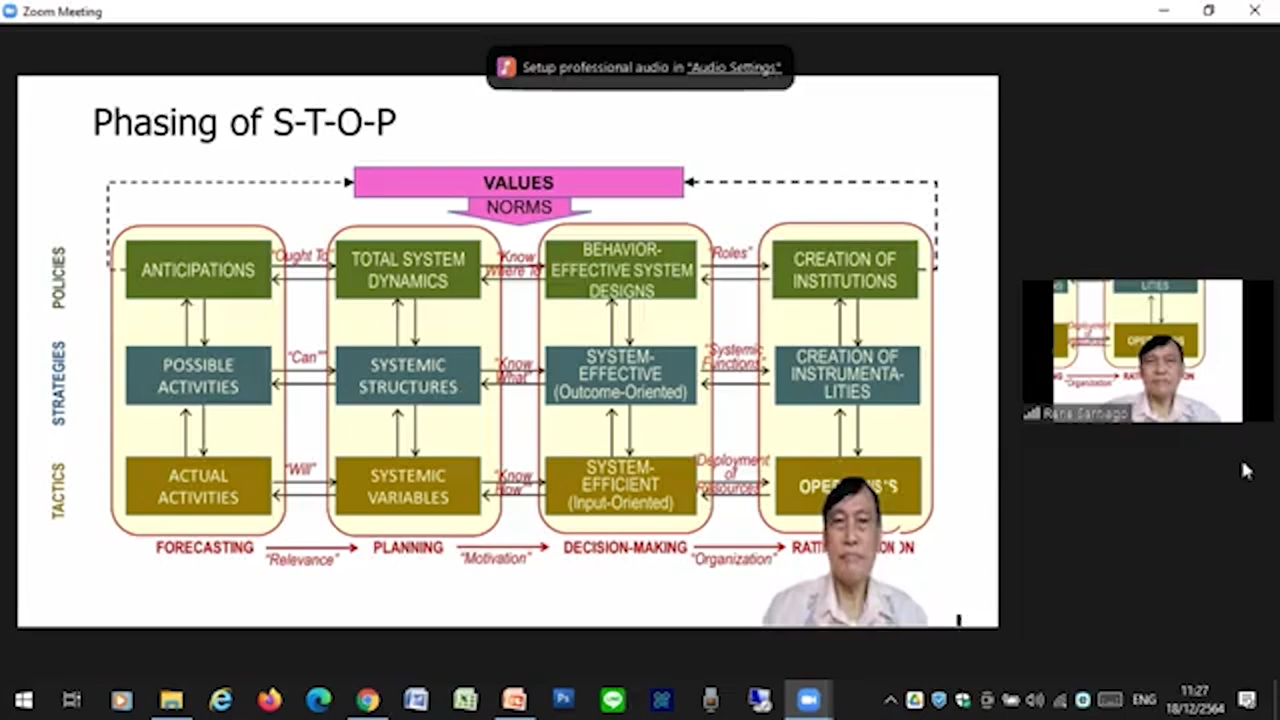 Zoom Meeting
Setup professional audio in "Audio Settings"
Phasing of S-T-O-P
VALUES
NORMS
POLICIES
ANTICIPATIONS
"Ought To"
TOTAL SYSTEM
DYNAMICS
"Know
Where To"
BEHAVIOR-
EFFECTIVE SYSTEM
DESIGNS
"Roles"
CREATION OF
INSTITUTIONS
STRATEGIES
POSSIBLE
ACTIVITIES
"Can"
SYSTEMIC
STRUCTURES
"Know
What"
SYSTEM-
EFFECTIVE
(Outcome-Oriented)
"Systemic
Functions"
CREATION OF
INSTRUMENTA-
LITIES
TACTICS
ACTUAL
ACTIVITIES
"Will"
SYSTEMIC
VARIABLES
"Know
How"
SYSTEM-
EFFICIENT
(Input-Oriented)
"Deployment
of
Resources"
FORECASTING
"Relevance"
PLANNING
"Motivation"
DECISION-MAKING
"Organization"
LITIES
"Organization"
ENG
11:27
18/12/2564